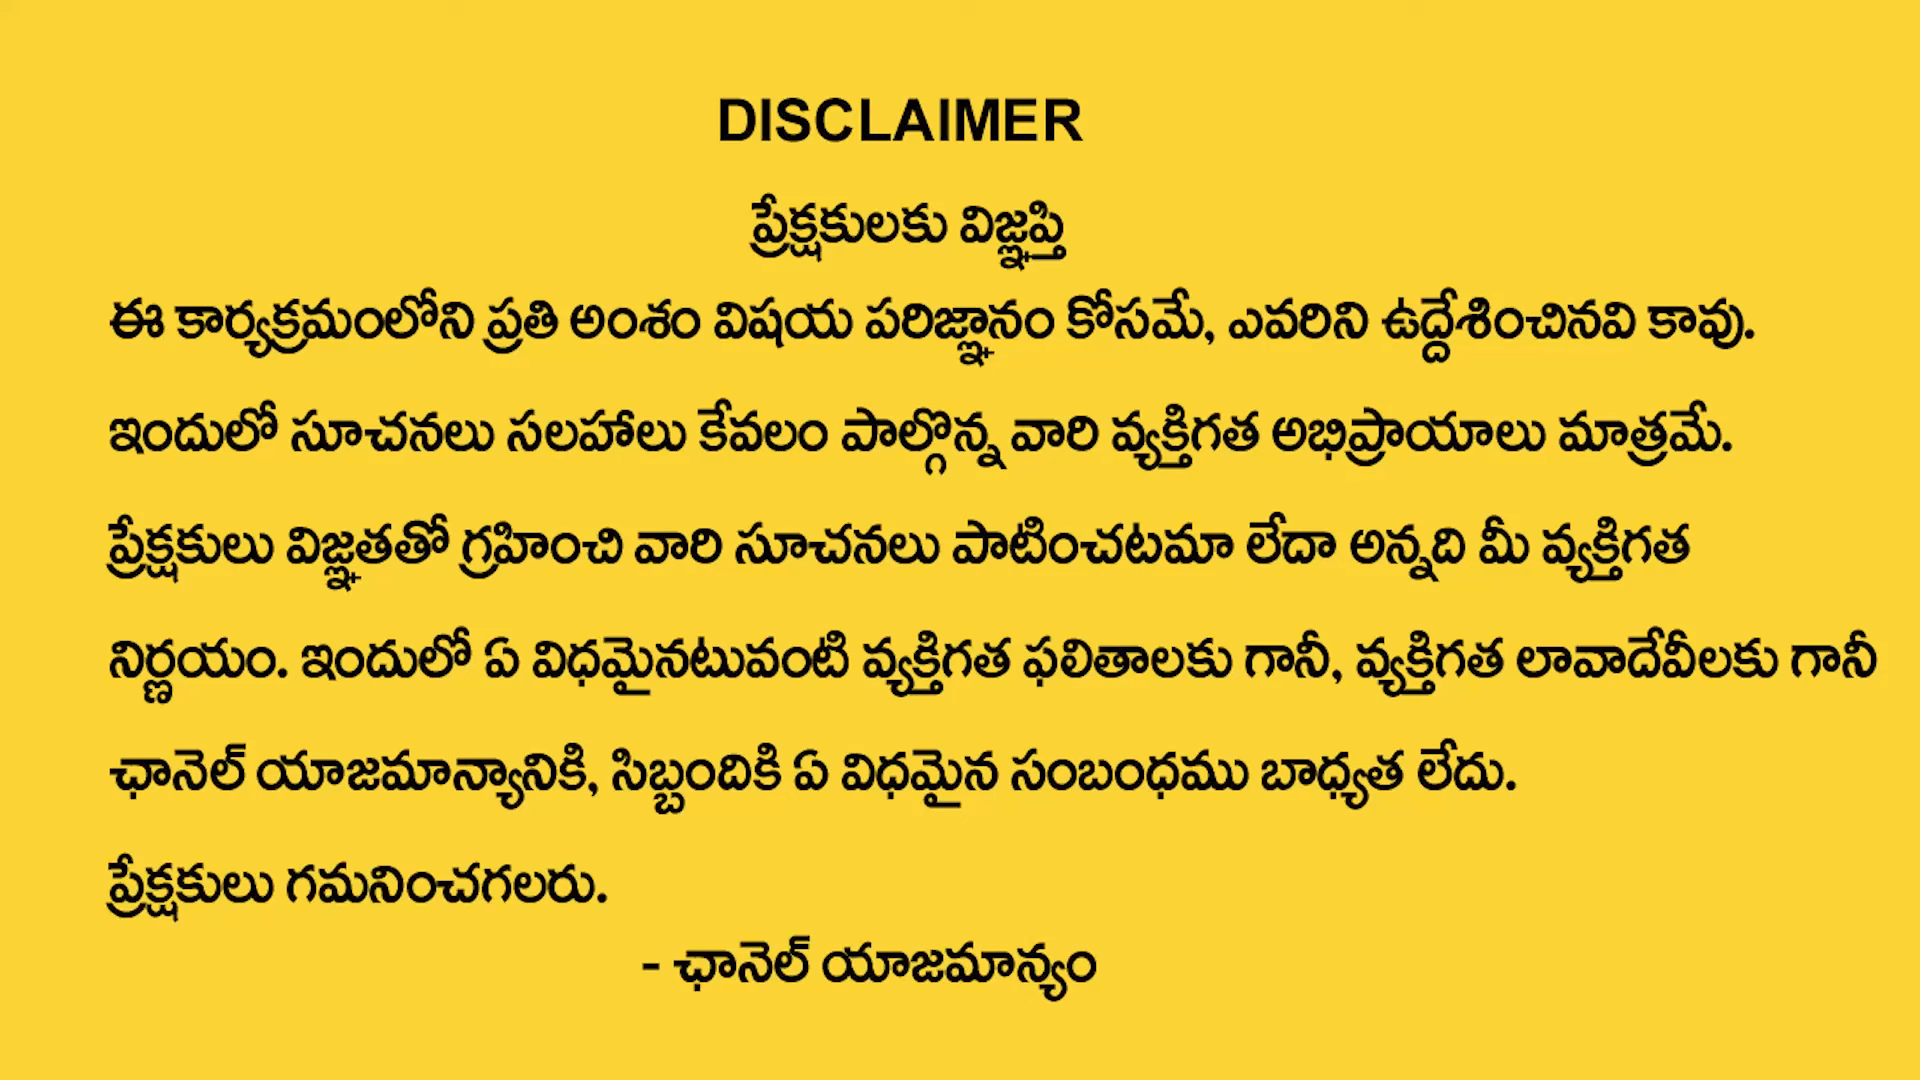 DISCLAIMER
ప్రేక్షకులకు విజ్ఞప్తి
ఈ కార్యక్రమంలోని ప్రతి అంశం విషయ పరిజ్ఞానం కోసమే, ఎవరిని ఉద్దేశించినవి కావు.
ఇందులో సూచనలు సలహాలు కేవలం పాల్గొన్న వారి వ్యక్తిగత అభిప్రాయాలు మాత్రమే.
ప్రేక్షకులు విజ్ఞతతో గ్రహించి వారి సూచనలు పాటించటమా లేదా అన్నది మీ వ్యక్తిగత
నిర్ణయం. ఇందులో ఏ విధమైనటువంటి వ్యక్తిగత ఫలితాలకు గానీ, వ్యక్తిగత లావాదేవీలకు గానీ
ఛానెల్ యాజమాన్యానికి, సిబ్బందికి ఏ విధమైన సంబంధము బాధ్యత లేదు.
ప్రేక్షకులు గమనించగలరు.
- ఛానెల్ యాజమాన్యం